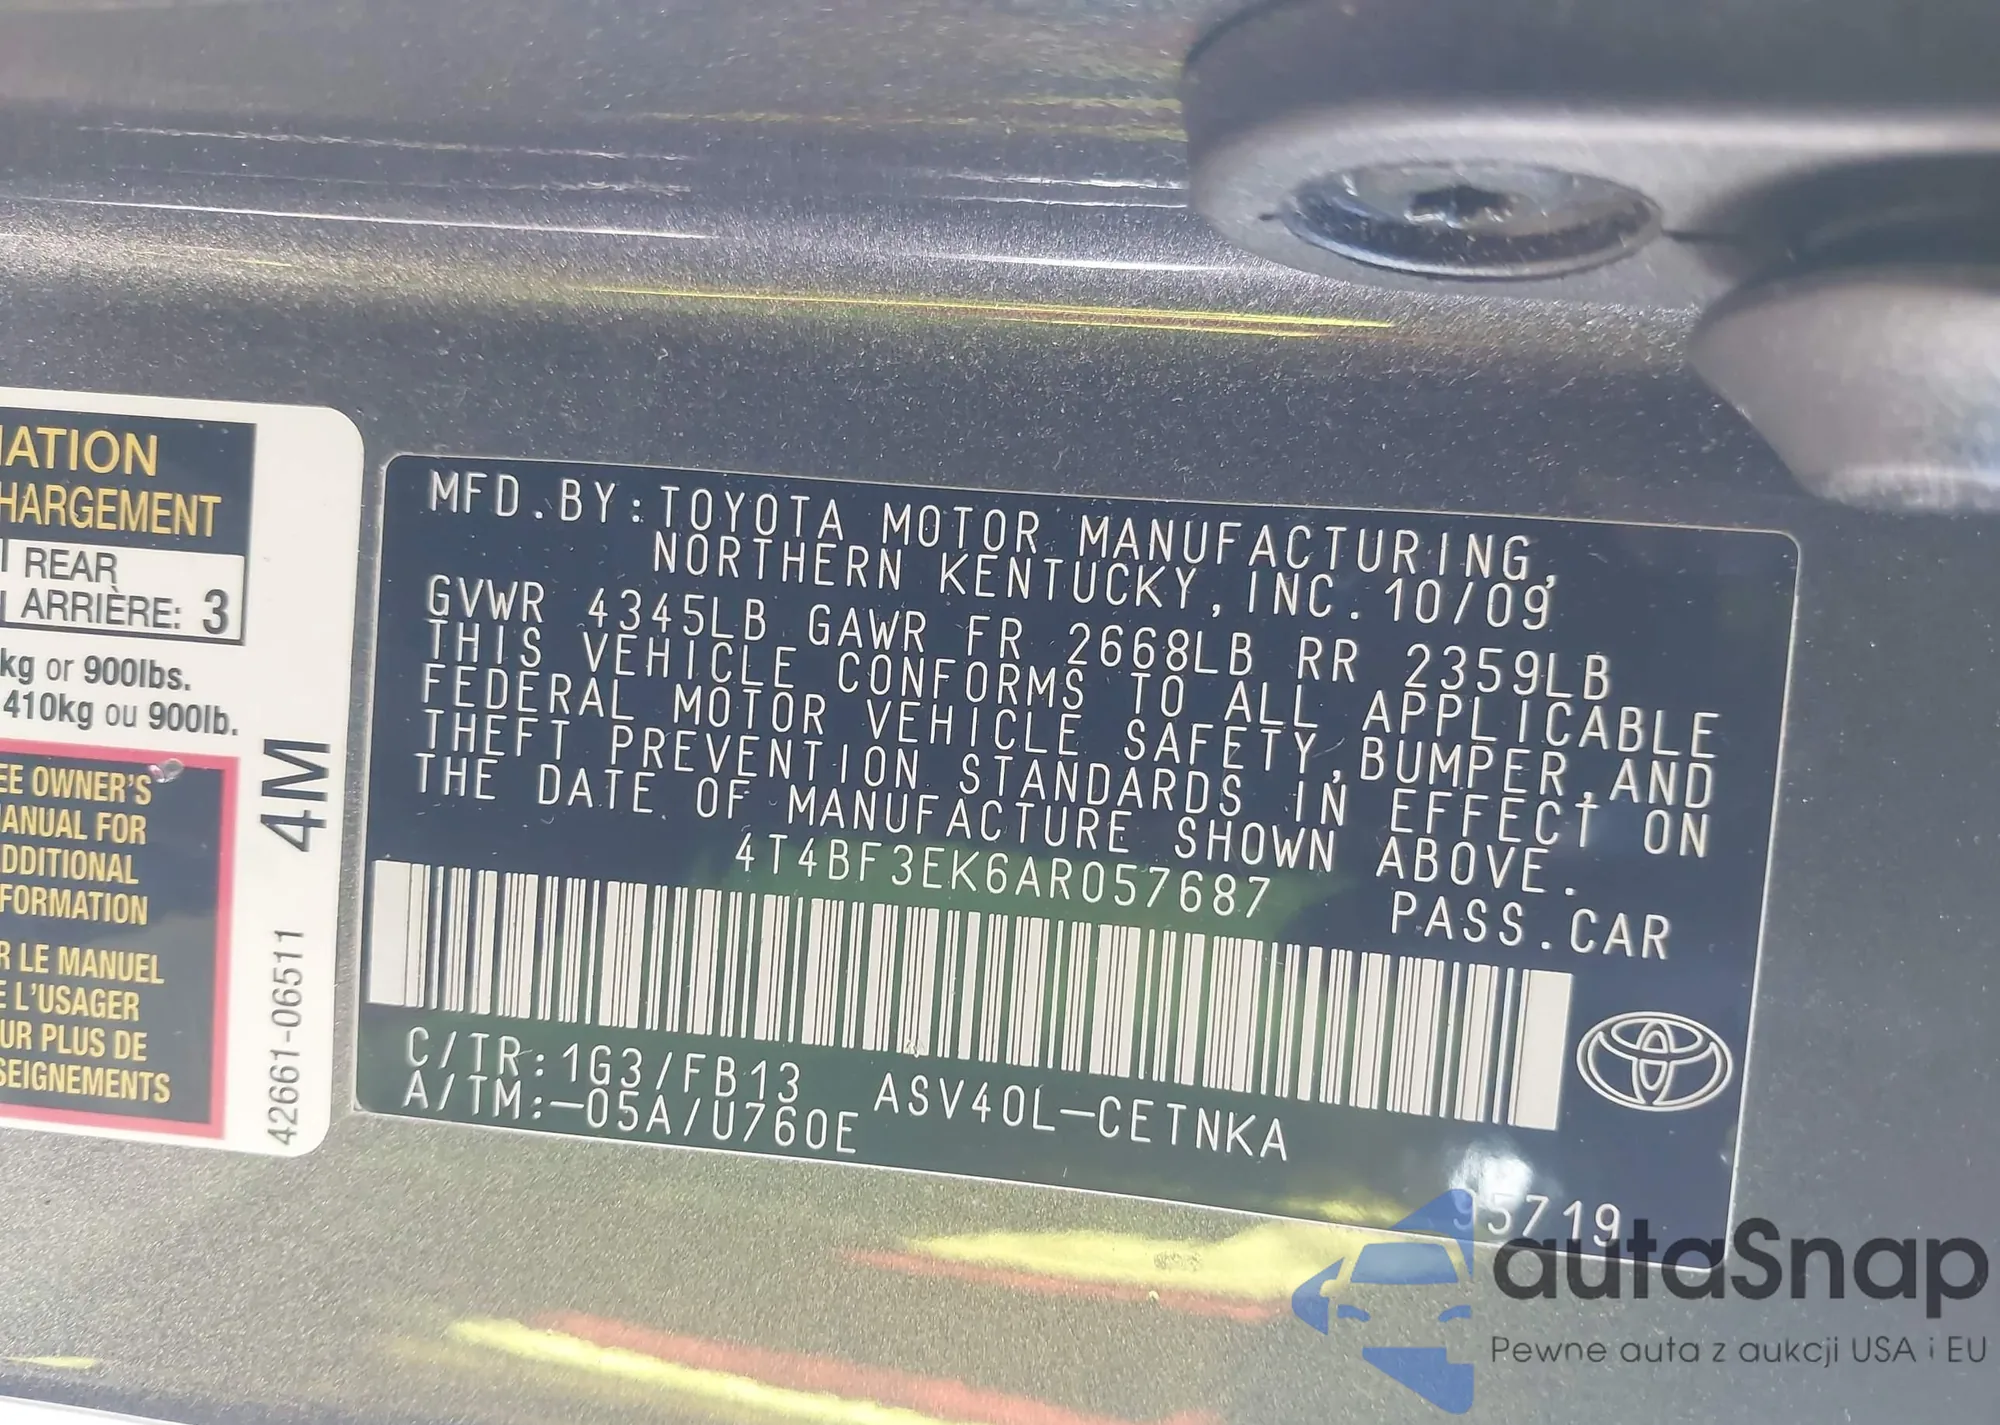 IATION
HARGEMENT
REAR
ARRIÈRE: 3
kg or 900lbs.
410kg ou 900lb.
EE OWNER'S
ANUAL FOR
DDITIONAL
FORMATION
R LE MANUEL
E L'USAGER
UR PLUS DE
SEIGNEMENTS
4M
42661-06511
MFD.BY:TOYOTA MOTOR MANUFACTURING,
NORTHERN KENTUCKY,INC.10/09
GVWR 4345LB GAWR FR 2668LB RR 2359LB
THIS VEHICLE CONFORMS TO ALL APPLICABLE
FEDERAL MOTOR VEHICLE SAFETY,BUMPER,AND
THEFT PREVENTION STANDARDS IN EFFECT ON
THE DATE OF MANUFACTURE SHOWN ABOVE.
4T4BF3EK6AR057687
PASS.CAR
C/TR:1G3/FB13 ASV40L-CETNKA
A/TM:-05A/U760E
95719
autaSnap
Pewne auta z aukcji USA i EU